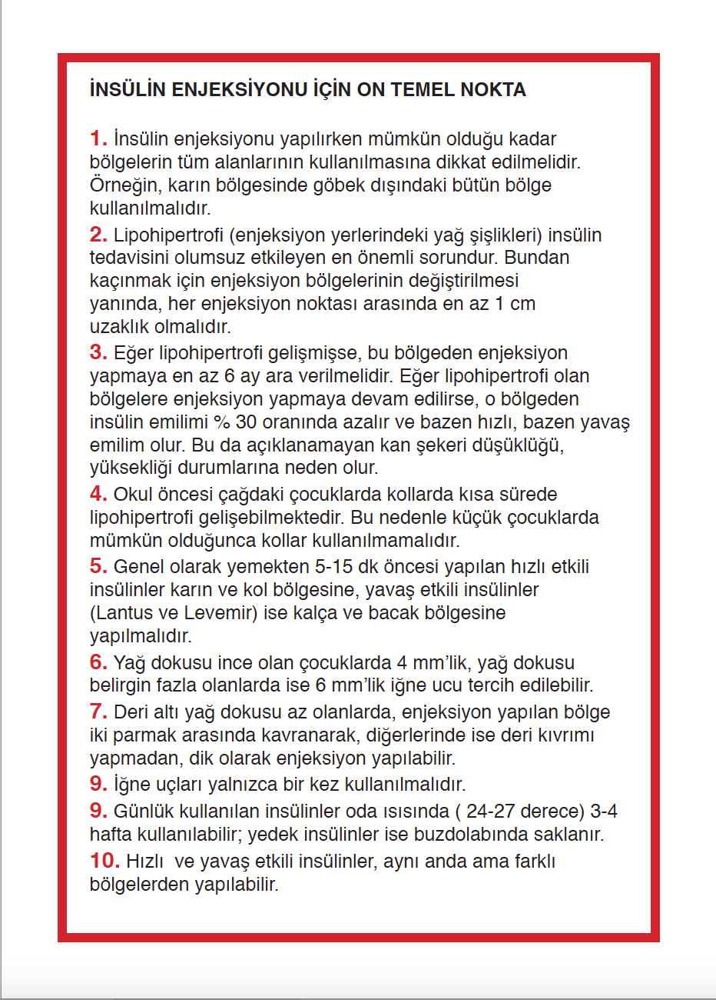 İNSÜLİN ENJEKSİYONU İÇİN ON TEMEL NOKTA
1. İnsülin enjeksiyonu yapılırken mümkün olduğu kadar
bölgelerin tüm alanlarının kullanılmasına dikkat edilmelidir.
Örneğin, karın bölgesinde göbek dışındaki bütün bölge
kullanılmalıdır.
2. Lipohipertrofi (enjeksiyon yerlerindeki yağ şişlikleri) insülin
tedavisini olumsuz etkileyen en önemli sorundur. Bundan
kaçınmak için enjeksiyon bölgelerinin değiştirilmesi
yanında, her enjeksiyon noktası arasında en az 1 cm
uzaklık olmalıdır.
3. Eğer lipohipertrofi gelişmişse, bu bölgeden enjeksiyon
yapmaya en az 6 ay ara verilmelidir. Eğer lipohipertrofi olan
bölgelere enjeksiyon yapmaya devam edilirse, o bölgeden
insülin emilimi % 30 oranında azalır ve bazen hızlı, bazen yavaş
emilim olur. Bu da açıklanamayan kan şekeri düşüklüğü,
yüksekliği durumlarına neden olur.
4. Okul öncesi çağdaki çocuklarda kollarda kısa sürede
lipohipertrofi gelişebilmektedir. Bu nedenle küçük çocuklarda
mümkün olduğunca kollar kullanılmamalıdır.
5. Genel olarak yemekten 5-15 dk öncesi yapılan hızlı etkili
insülinler karın ve kol bölgesine, yavaş etkili insülinler
(Lantus ve Levemir) ise kalça ve bacak bölgesine
yapılmalıdır.
6. Yağ dokusu ince olan çocuklarda 4 mm’lik, yağ dokusu
belirgin fazla olanlarda ise 6 mm’lik iğne ucu tercih edilebilir.
7. Deri altı yağ dokusu az olanlarda, enjeksiyon yapılan bölge
iki parmak arasında kavranarak, diğerlerinde ise deri kıvrımı
yapmadan, dik olarak enjeksiyon yapılabilir.
9. İğne uçları yalnızca bir kez kullanılmalıdır.
9. Günlük kullanılan insülinler oda ısısında ( 24-27 derece) 3-4
hafta kullanılabilir; yedek insülinler ise buzdolabında saklanır.
10. Hızlı  ve yavaş etkili insülinler, aynı anda ama farklı
bölgelerden yapılabilir.